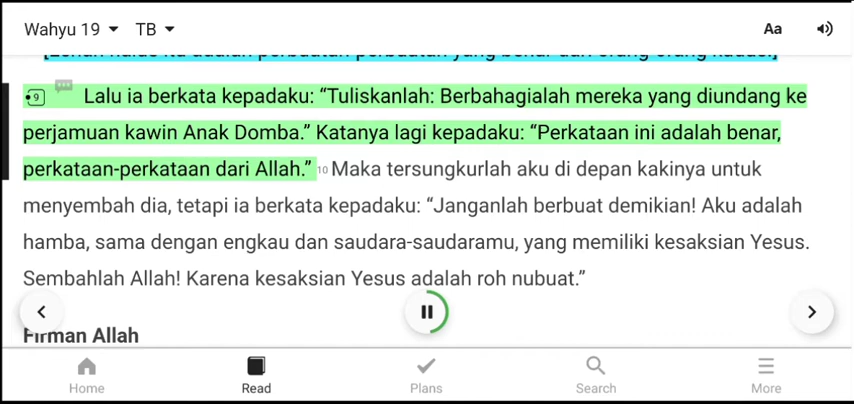 Wahyu 19 TB Aa
9 Lalu ia berkata kepadaku: “Tuliskanlah: Berbahagialah mereka yang diundang ke
perjamuan kawin Anak Domba.” Katanya lagi kepadaku: “Perkataan ini adalah benar,
perkataan-perkataan dari Allah.” 10 Maka tersungkurlah aku di depan kakinya untuk
menyembah dia, tetapi ia berkata kepadaku: “Janganlah berbuat demikian! Aku adalah
hamba, sama dengan engkau dan saudara-saudaramu, yang memiliki kesaksian Yesus.
Sembahlah Allah! Karena kesaksian Yesus adalah roh nubuat.”
Firman Allah
Home Read Plans Search More